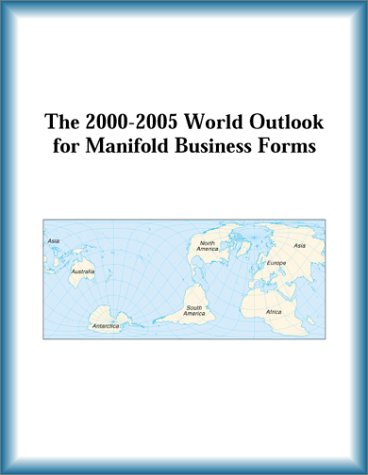 The 2000-2005 World Outlook
for Manifold Business Forms
Asia
North
America
Asia
Australia
Europe
South
America
Africa
Antarctica